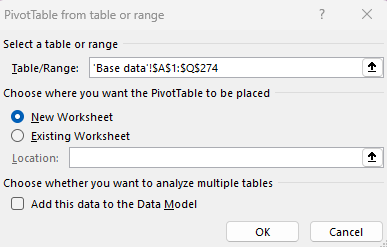 PivotTable from table or range
?
Select a table or range
Table/Range: 'Base data'!$A$1:$Q$274
Choose where you want the PivotTable to be placed
New Worksheet
Existing Worksheet
Location:
Choose whether you want to analyze multiple tables
Add this data to the Data Model
OK Cancel